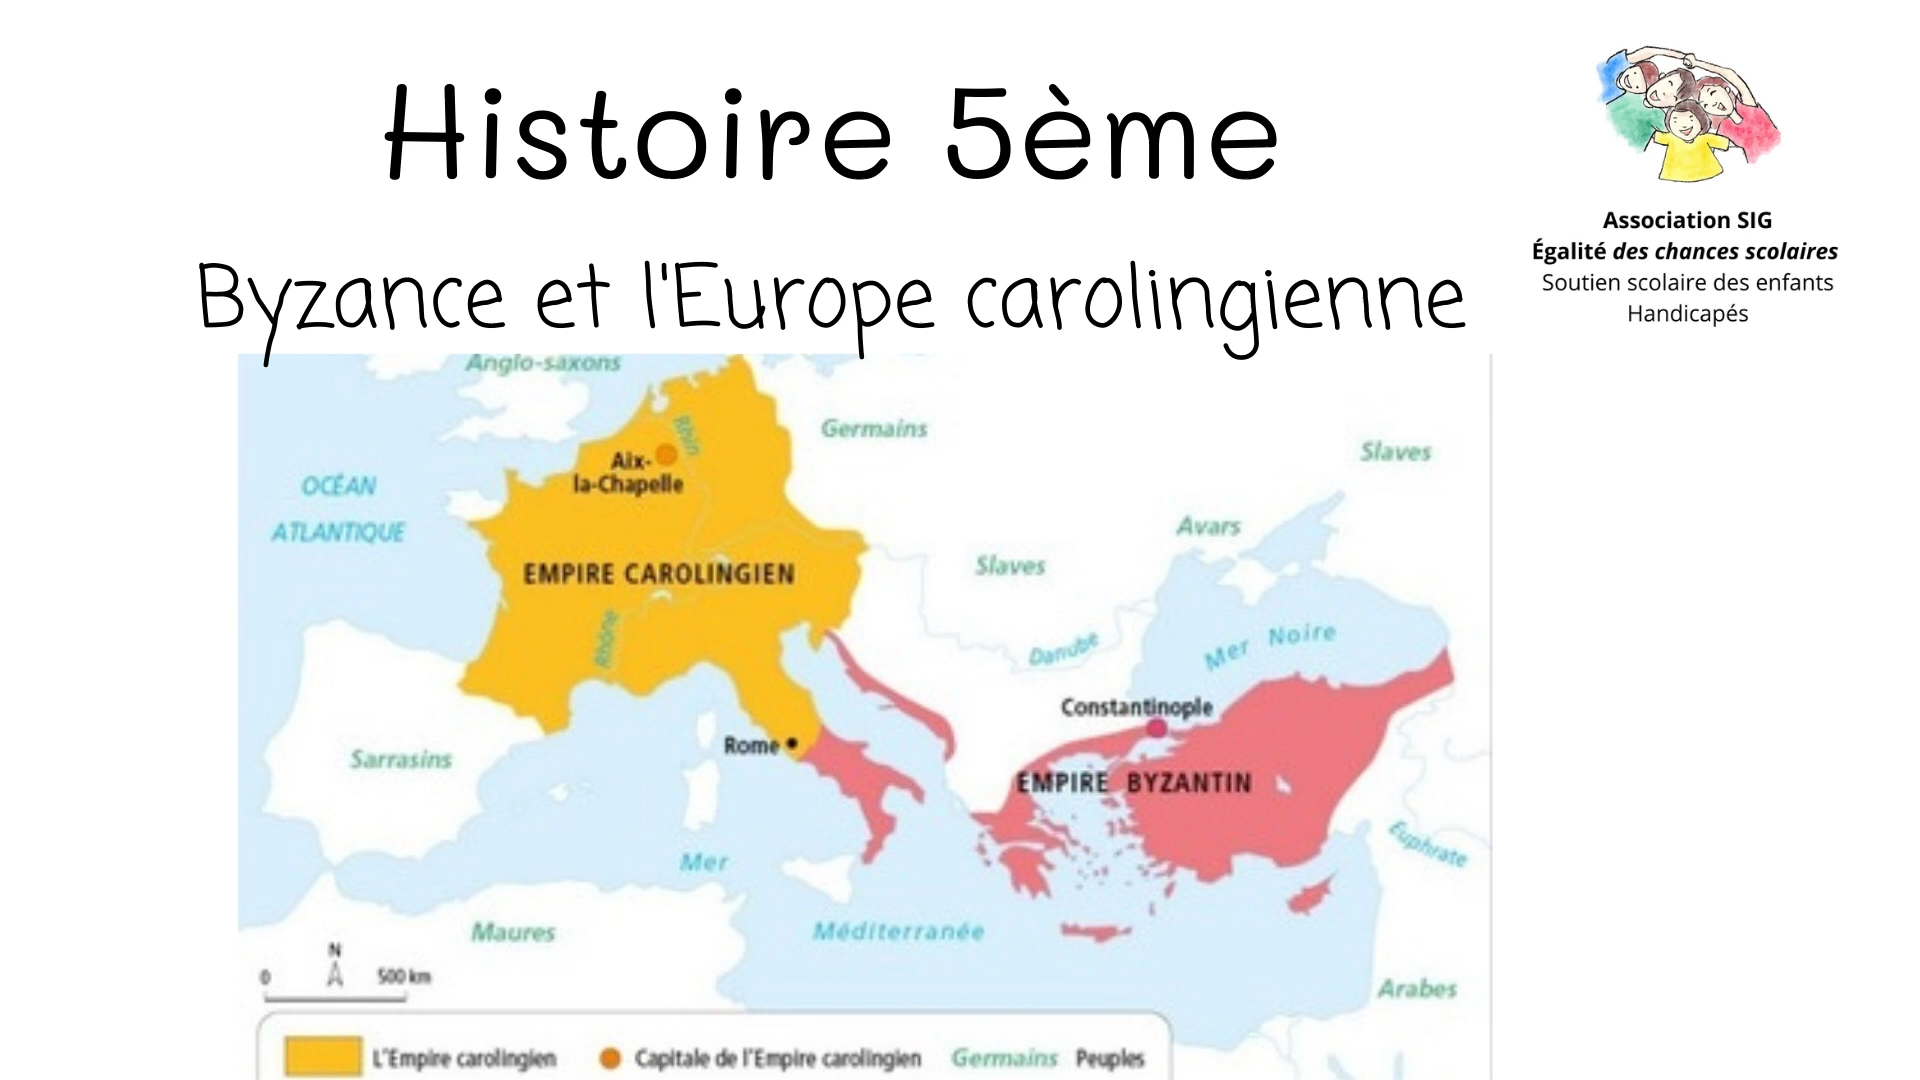 Histoire 5ème
Byzance et l'Europe carolingienne
Association SIG
Égalité des chances scolaires
Soutien scolaire des enfants
Handicapés
Anglo-saxons
Germains
Slaves
Rhin
Aix-
la-Chapelle
OCÉAN
ATLANTIQUE
Avars
Slaves
EMPIRE CAROLINGIEN
Rhône
Danube
Mer Noire
Constantinople
Rome
Sarrasins
EMPIRE BYZANTIN
Euphrate
Mer
Méditerranée
Maures
Arabes
N
0 500 km
L'Empire carolingien
Capitale de l'Empire carolingien
Germains Peuples